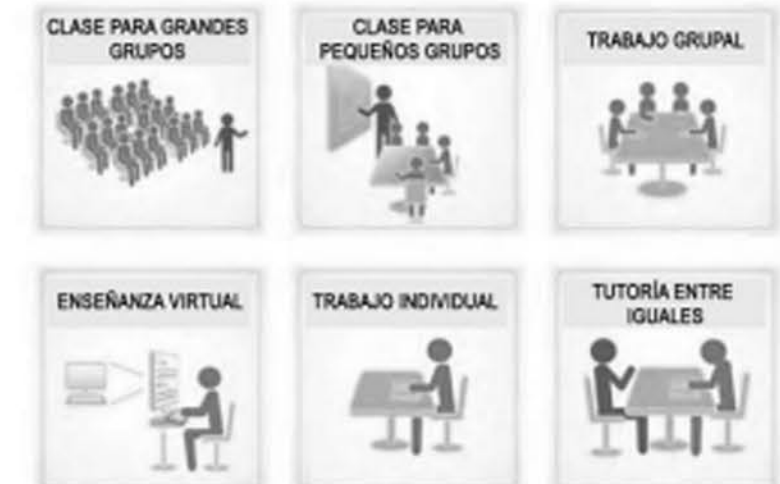 CLASE PARA GRANDES
GRUPOS
CLASE PARA
PEQUEÑOS GRUPOS
TRABAJO GRUPAL
ENSEÑANZA VIRTUAL
TRABAJO INDIVIDUAL
TUTORÍA ENTRE
IGUALES